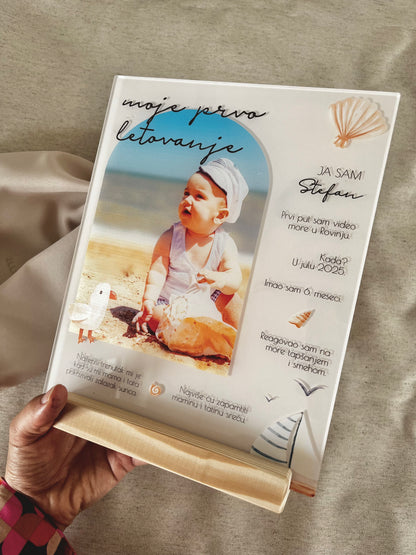 moje prvo
letovanje
JA SAM
Stefan
Prvi put sam video
more u Rovinju.
Kada?
U julu 2025.
Imao sam 6 meseci.
Reagovao sam na
more tapšanjem
i smehom.
Najlepši trenutak mi je
kad su mi mama i tata
pokazivali zalazak sunca.
Najviše ću zapamtiti
maminu i tatinu sreću.